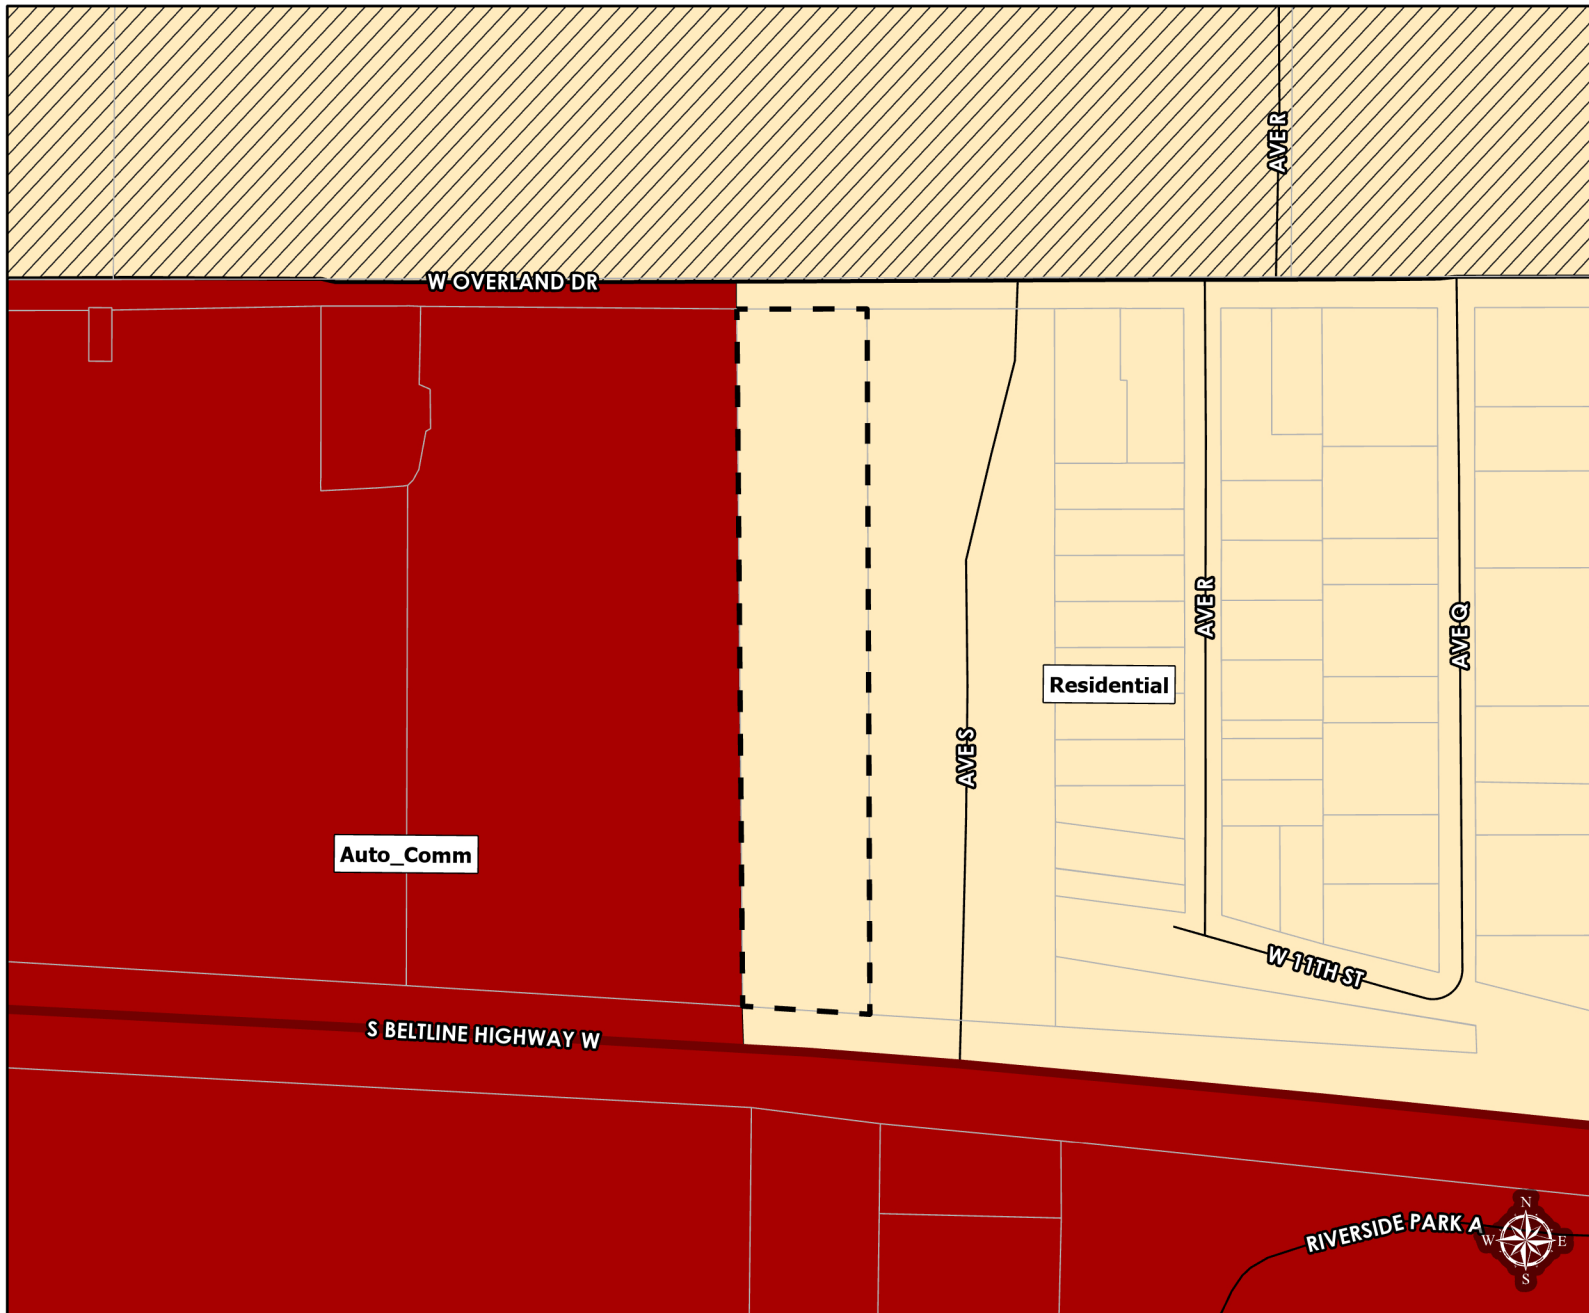 AVE R
W OVERLAND DR
AVE R
AVE Q
Residential
AVE S
Auto_Comm
W 11TH ST
S BELTLINE HIGHWAY W
RIVERSIDE PARK A
N
W
E
S